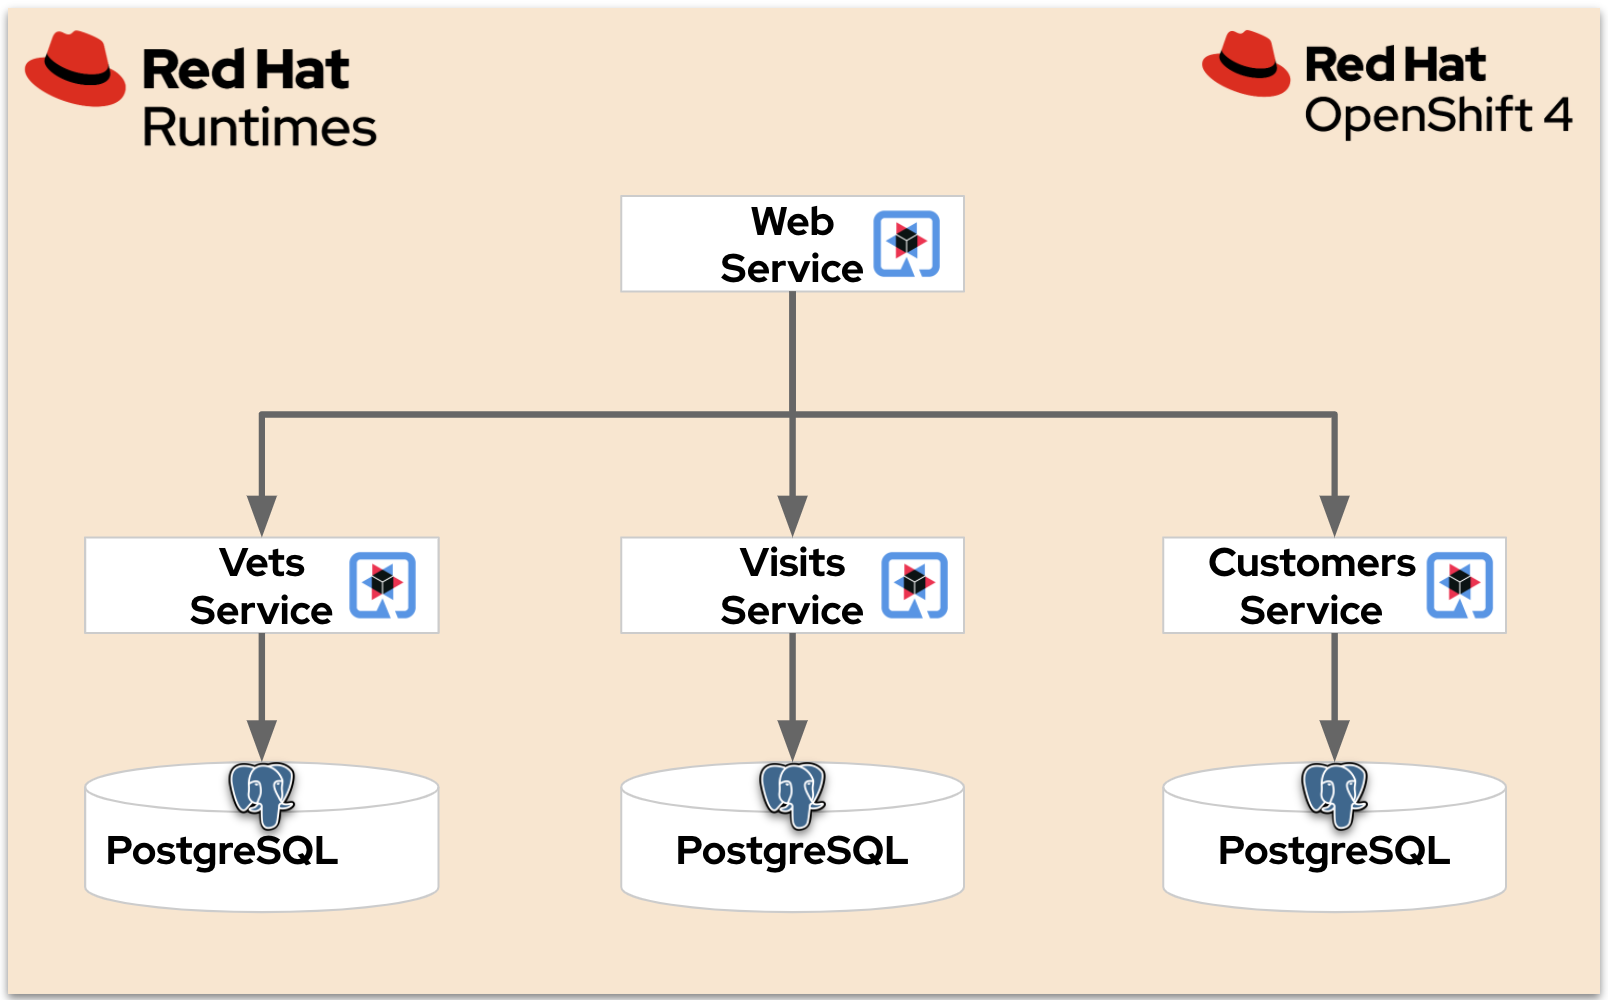 Red Hat
Runtimes
Red Hat
OpenShift 4
Web
Service
Vets
Service
Visits
Service
Customers
Service
PostgreSQL
PostgreSQL
PostgreSQL